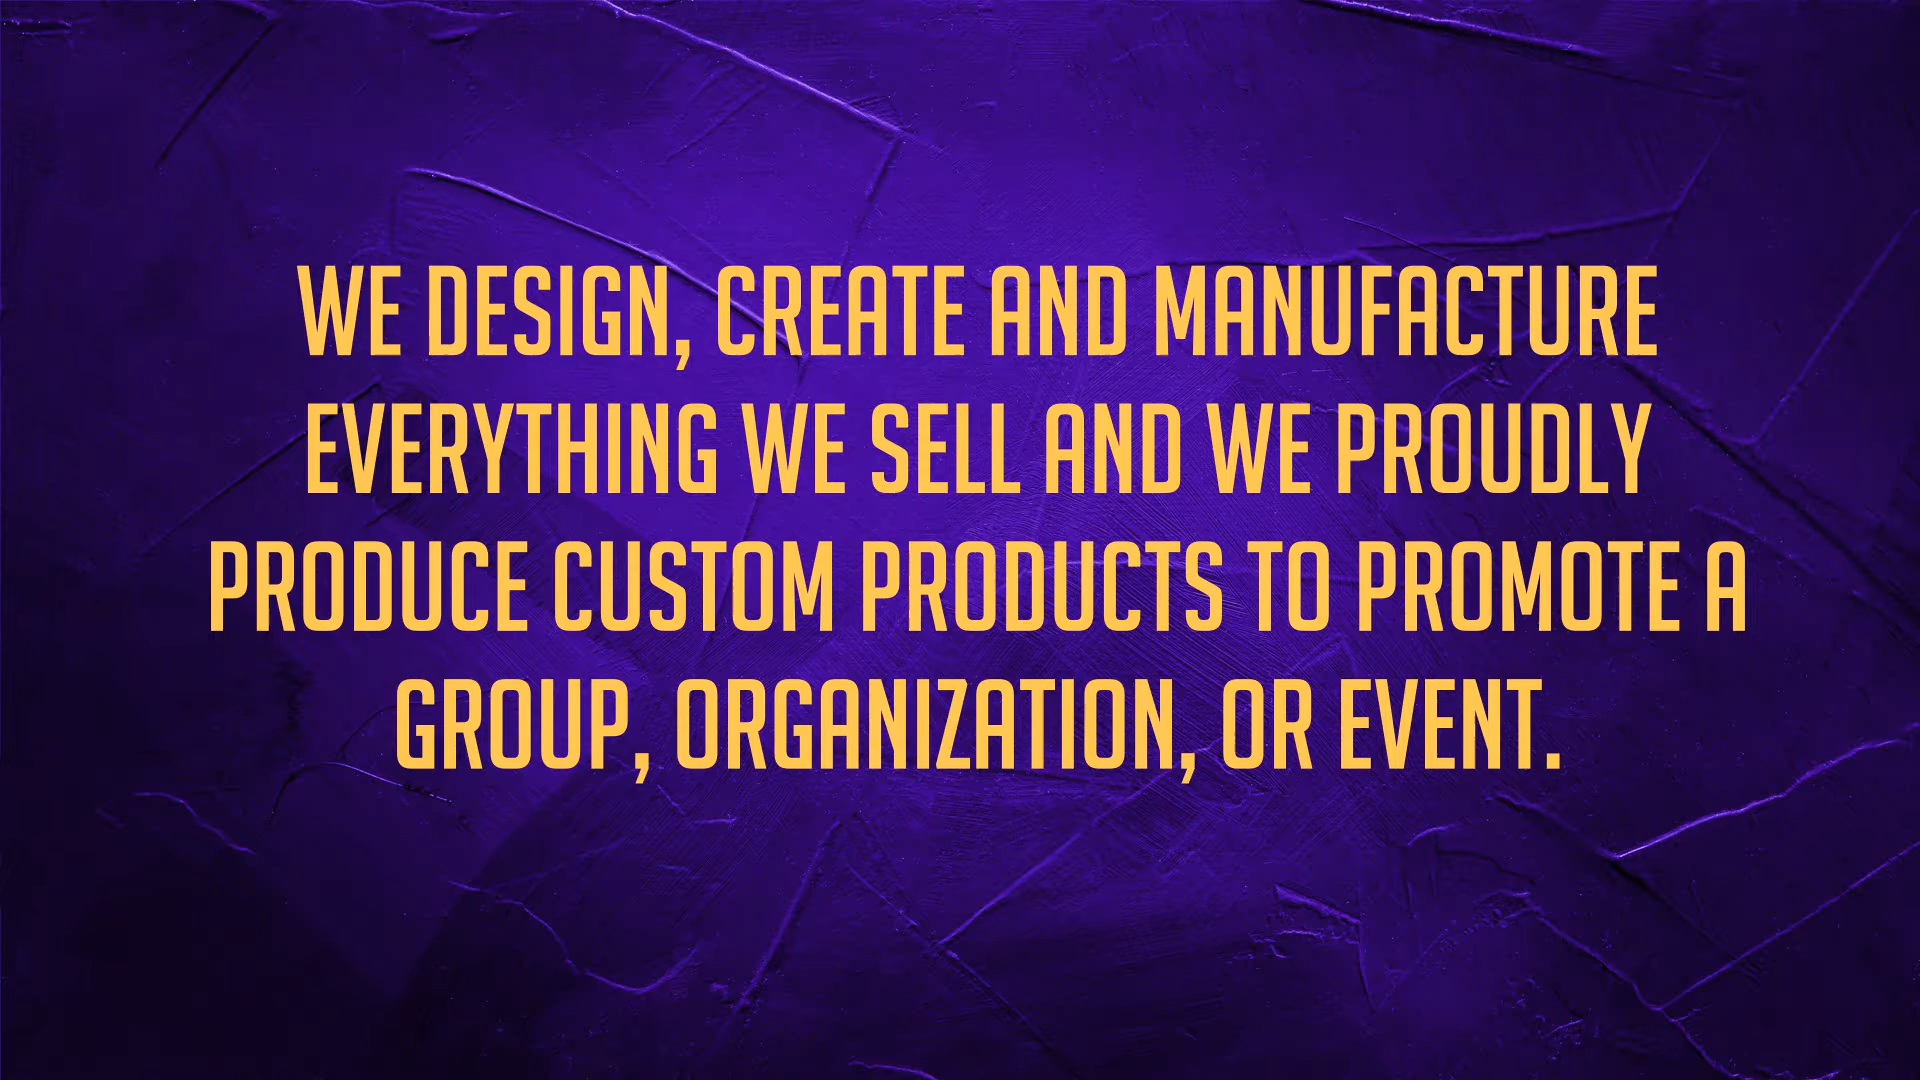 WE DESIGN, CREATE AND MANUFACTURE
EVERYTHING WE SELL AND WE PROUDLY
PRODUCE CUSTOM PRODUCTS TO PROMOTE A
GROUP, ORGANIZATION, OR EVENT.